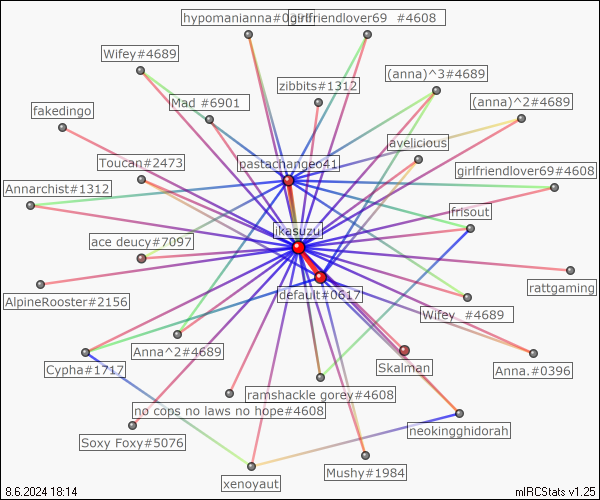 hypomanianna#0
girlfriendlover69 #4608
Wifey#4689
(anna)^3#4689
zibbits#1312
Mad #6901
(anna)^2#4689
fakedingo
avelicious
Toucan#2473
pastachangeo41
girlfriendlover69#4608
Annarchist#1312
frisout
ikasuzu
ace deucy#7097
rattgaming
default#0617
AlpineRooster#2156
Wifey #4689
Anna^2#4689
Cypha#1717
Skalman
Anna.#0396
ramshackle gorey#4608
no cops no laws no hope#4608
neokingghidorah
Soxy Foxy#5076
Mushy#1984
xenoyaut
8.6.2024 18:14
mIRCStats v1.25